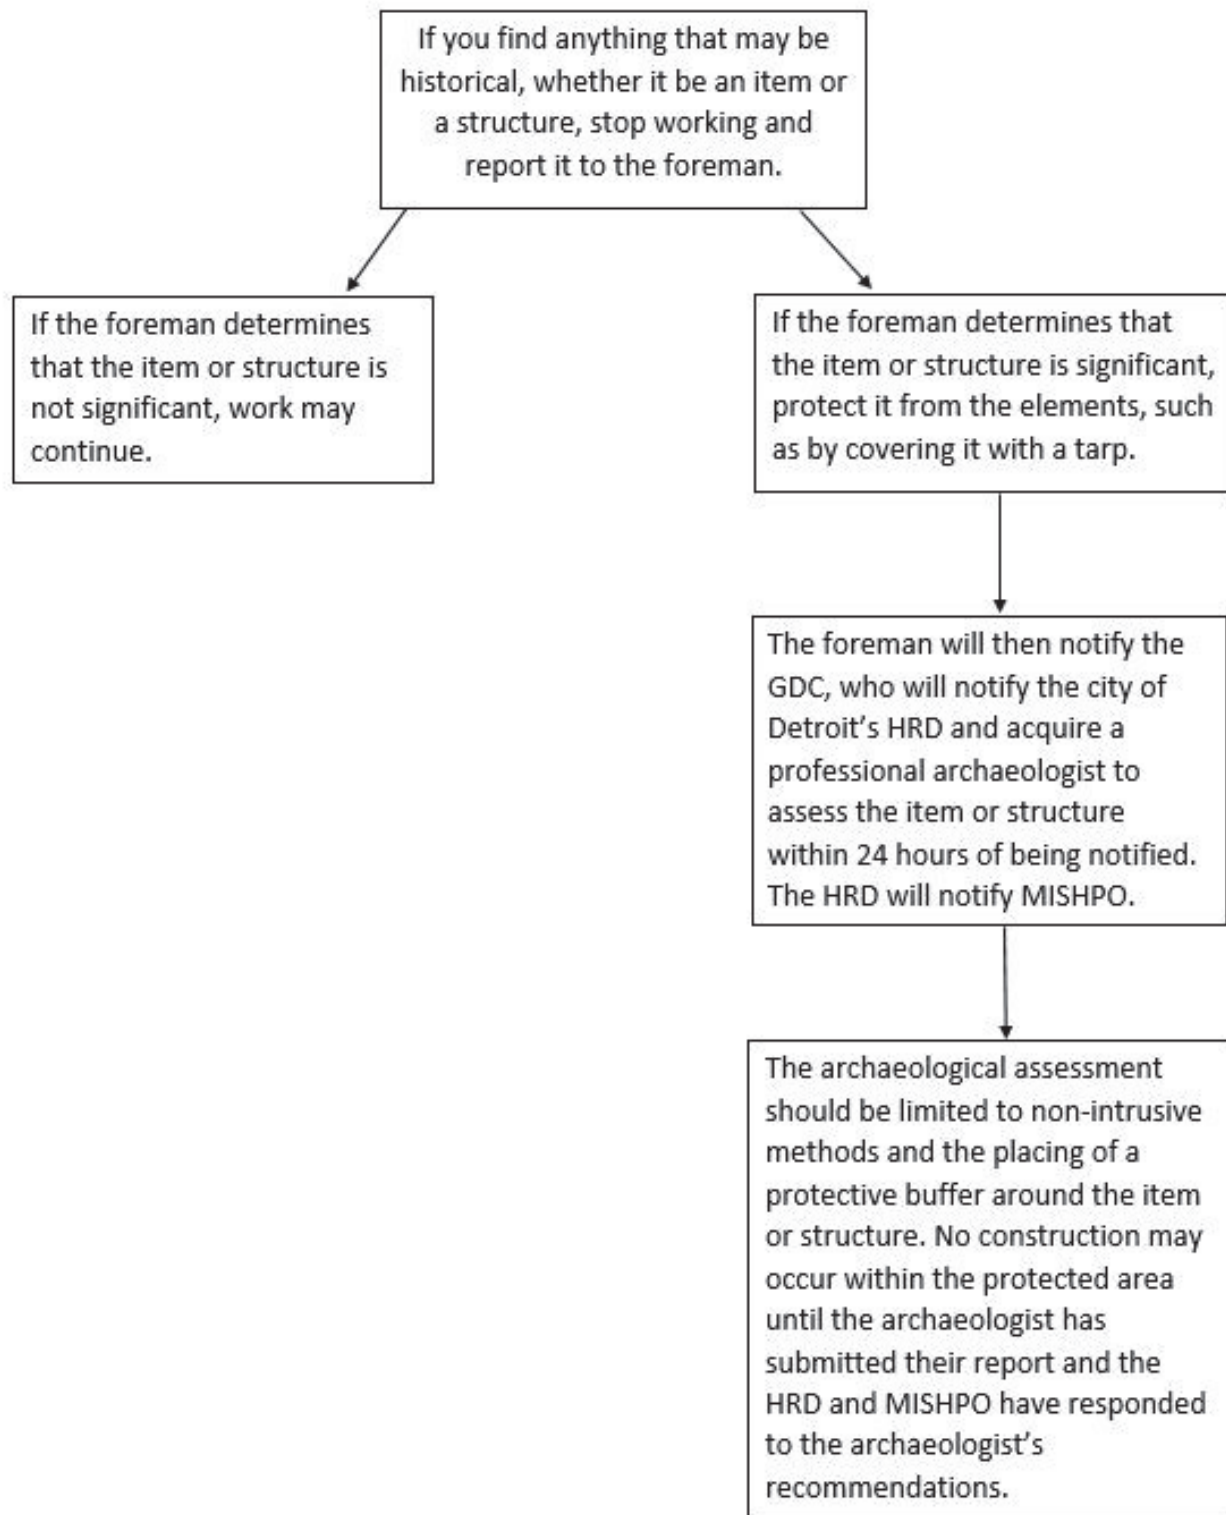 If you find anything that may be
historical, whether it be an item or
a structure, stop working and
report it to the foreman.
If the foreman determines
that the item or structure is
not significant, work may
continue.
If the foreman determines that
the item or structure is significant,
protect it from the elements, such
as by covering it with a tarp.
The foreman will then notify the
GDC, who will notify the city of
Detroit’s HRD and acquire a
professional archaeologist to
assess the item or structure
within 24 hours of being notified.
The HRD will notify MISHPO.
The archaeological assessment
should be limited to non-intrusive
methods and the placing of a
protective buffer around the item
or structure. No construction may
occur within the protected area
until the archaeologist has
submitted their report and the
HRD and MISHPO have responded
to the archaeologist’s
recommendations.